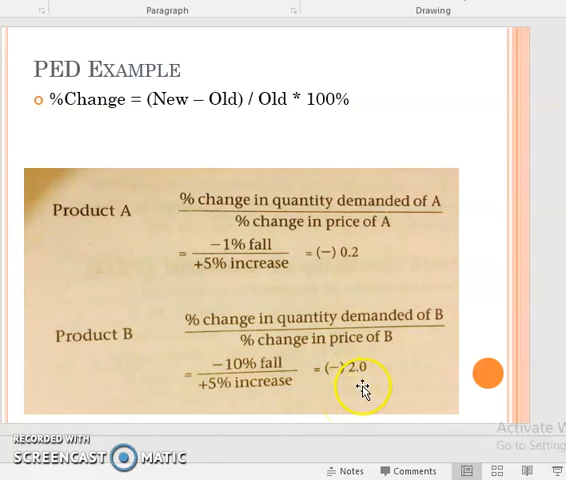 Paragraph
Drawing
PED EXAMPLE
%Change = (New – Old) / Old * 100%
Product A
% change in quantity demanded of A
% change in price of A
= −1% fall
+5% increase
= (−) 0.2
Product B
% change in quantity demanded of B
% change in price of B
= −10% fall
+5% increase
= (−) 2.0
Activate W
Go to Setting
RECORDED WITH
SCREENCAST MATIC
Notes
Comments